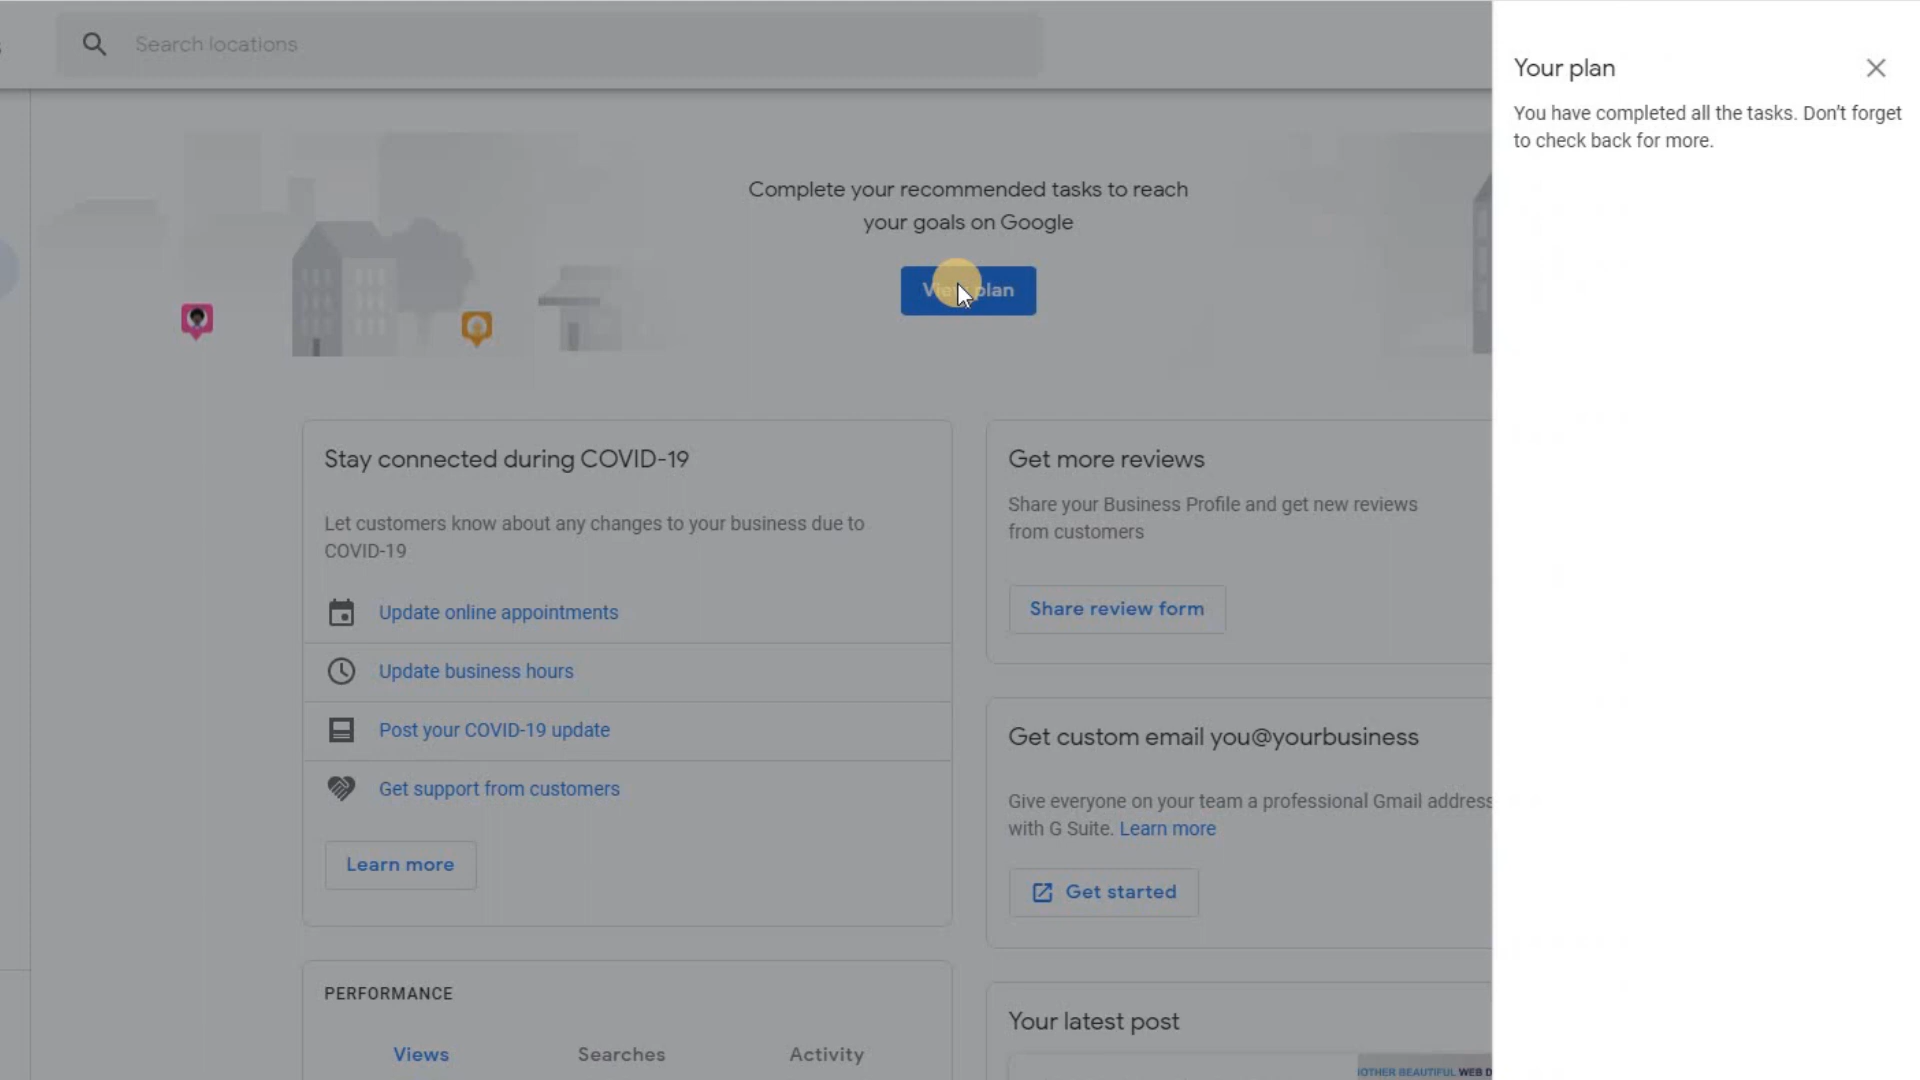 Search locations
Your plan
You have completed all the tasks. Don't forget
to check back for more.
Complete your recommended tasks to reach
your goals on Google
View plan
Stay connected during COVID-19
Let customers know about any changes to your business due to
COVID-19
Update online appointments
Update business hours
Post your COVID-19 update
Get support from customers
Learn more
Get more reviews
Share your Business Profile and get new reviews
from customers
Share review form
Get custom email you@yourbusiness
Give everyone on your team a professional Gmail address
with G Suite. Learn more
Get started
PERFORMANCE
Views Searches Activity
Your latest post
OTHER BEAUTIFUL WEB D